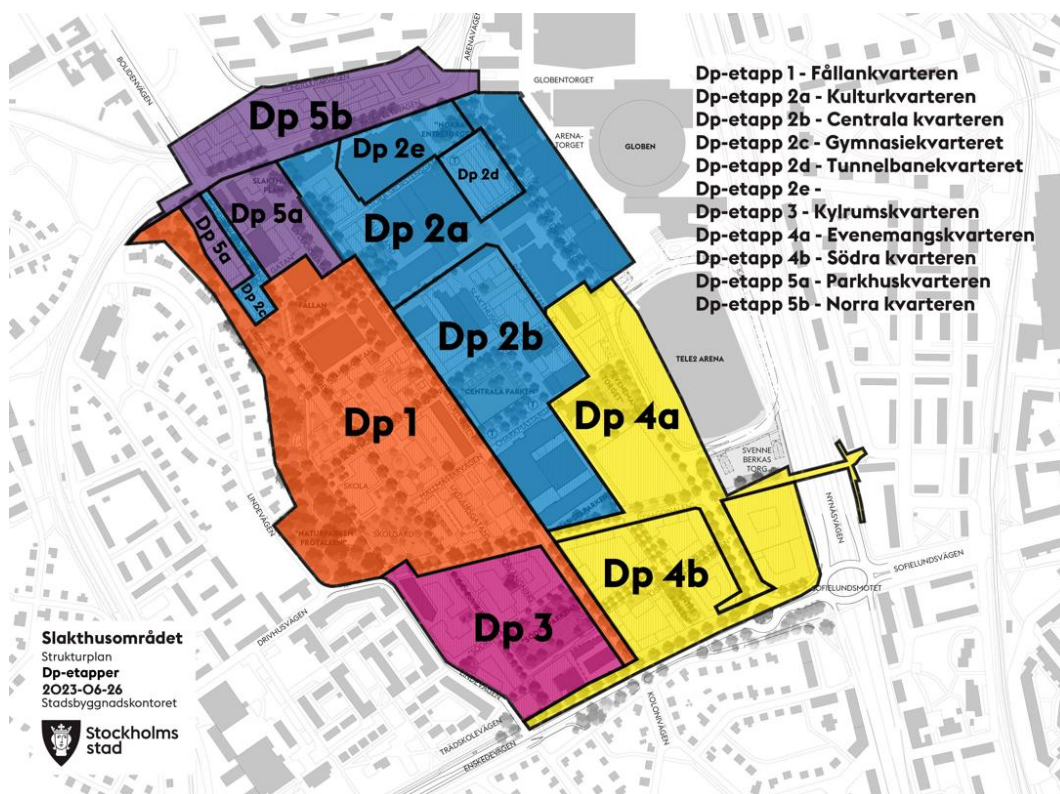 BOLIDENVÄGEN
ARENAVÄGEN
GLOBENTORGET
ARENA-
TORGET
GLOBEN
Dp 5b
Dp 2e
Dp 2d
Dp 5a
Dp 2a
Dp 5a
Dp 2c
FÅLLAN
Dp 2b
TELE2 ARENA
"CENTRALA PARKEN"
Dp 1
Dp 4a
SVENNE
BERKAS
TORG
LINDEVÄGEN
SKOLA
SKOLGÅRD
NYNÄSVÄGEN
SOFIELUNDSVÄGEN
SOFIELUNDSMOTET
Dp 4b
Dp 3
DRIVHUSVÄGEN
LINDEVÄGEN
KOLONIVÄGEN
TRÄDSKOLEVÄGEN
ENSKEDEVÄGEN
Dp-etapp 1 - Fållankvarteren
Dp-etapp 2a - Kulturkvarteren
Dp-etapp 2b - Centrala kvarteren
Dp-etapp 2c - Gymnasiekvarteret
Dp-etapp 2d - Tunnelbanekvarteret
Dp-etapp 2e -
Dp-etapp 3 - Kylrumskvarteren
Dp-etapp 4a - Evenemangskvarteren
Dp-etapp 4b - Södra kvarteren
Dp-etapp 5a - Parkhuskvarteren
Dp-etapp 5b - Norra kvarteren
Slakthusområdet
Strukturplan
Dp-etapper
2023-06-26
Stadsbyggnadskontoret
Stockholms
stad